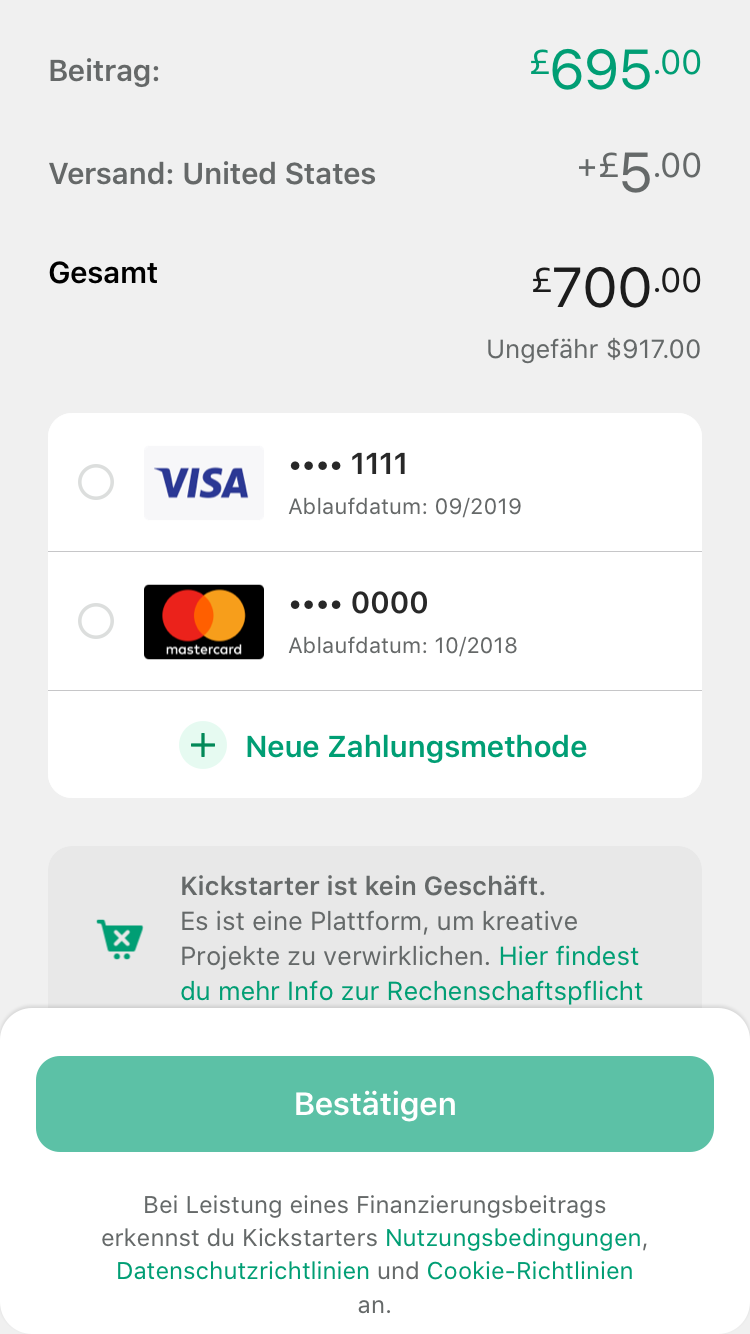 Beitrag:
£695.00
Versand: United States
+£5.00
Gesamt
£700.00
Ungefähr $917.00
VISA
•••• 1111
Ablaufdatum: 09/2019
mastercard
•••• 0000
Ablaufdatum: 10/2018
+ Neue Zahlungsmethode
Kickstarter ist kein Geschäft.
Es ist eine Plattform, um kreative
Projekte zu verwirklichen. Hier findest
du mehr Info zur Rechenschaftspflicht
Bestätigen
Bei Leistung eines Finanzierungsbeitrags
erkennst du Kickstarters Nutzungsbedingungen,
Datenschutzrichtlinien und Cookie-Richtlinien
an.